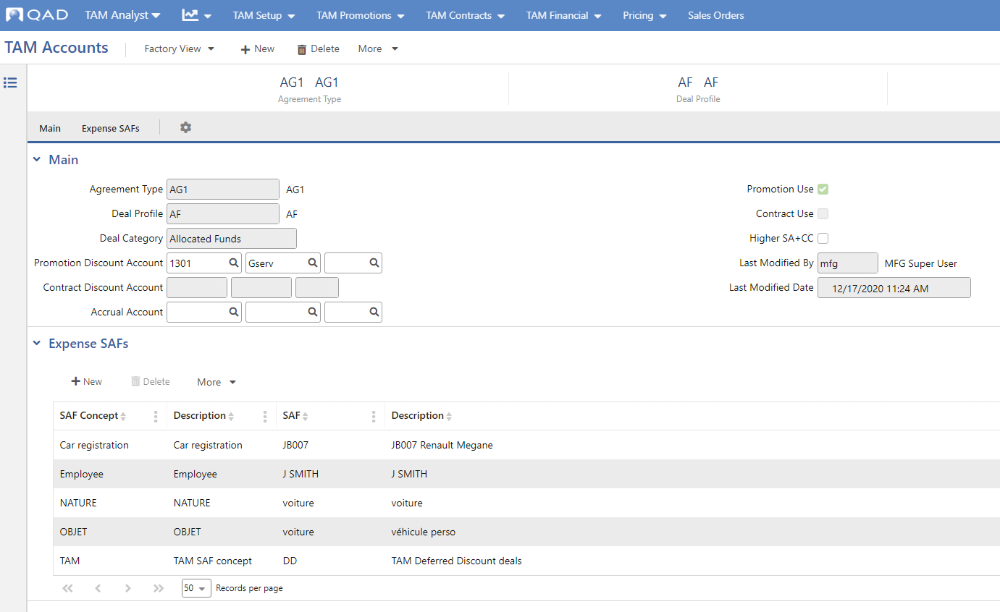 QAD TAM Analyst TAM Setup TAM Promotions TAM Contracts TAM Financial Pricing Sales Orders
TAM Accounts Factory View New Delete More
AG1 AG1 AF AF
Agreement Type Deal Profile
Main Expense SAFs
Main
Agreement Type AG1 AG1 Promotion Use
Deal Profile AF AF Contract Use
Deal Category Allocated Funds Higher SA+CC
Promotion Discount Account 1301 Gserv Last Modified By mfg MFG Super User
Contract Discount Account Last Modified Date 12/17/2020 11:24 AM
Accrual Account
Expense SAFs
New Delete More
SAF Concept Description SAF Description
Car registration Car registration JB007 JB007 Renault Megane
Employee Employee J SMITH J SMITH
NATURE NATURE voiture voiture
OBJET OBJET voiture véhicule perso
TAM TAM SAF concept DD TAM Deferred Discount deals
50 Records per page